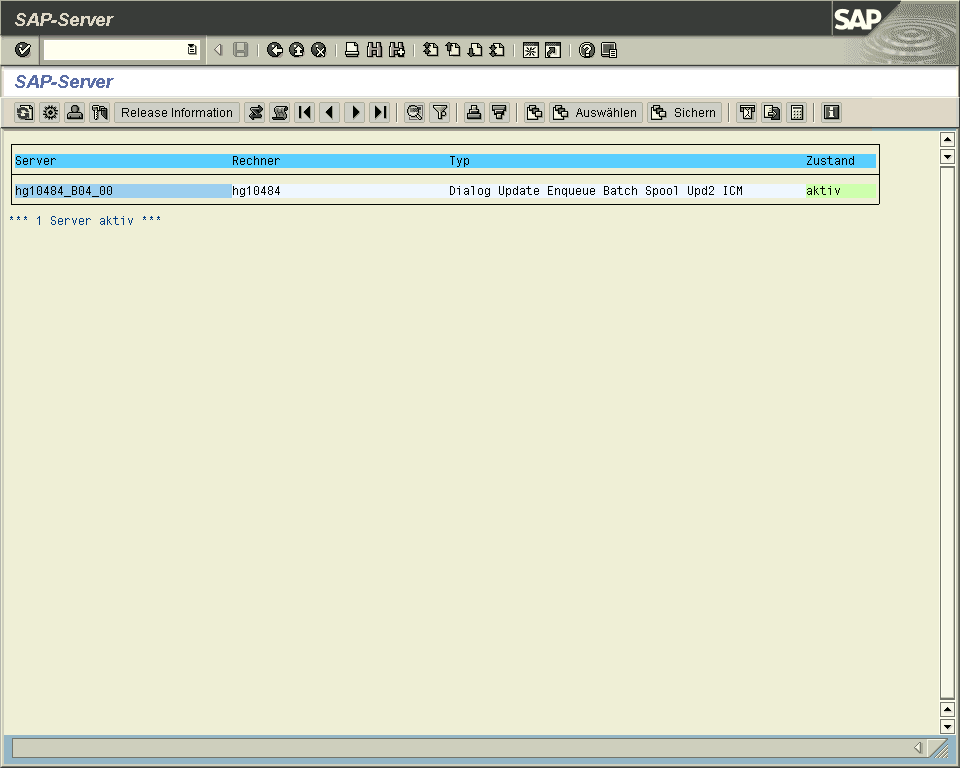 SAP-Server
SAP
SAP-Server
Release Information Auswählen Sichern
Server Rechner Typ Zustand
hg10484_B04_00 hg10484 Dialog Update Enqueue Batch Spool Upd2 ICM aktiv
*** 1 Server aktiv ***